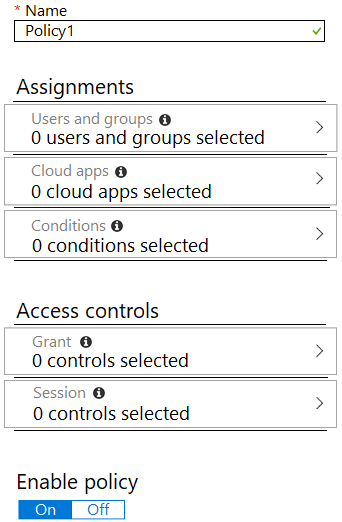 * Name
Policy1
Assignments
Users and groups
0 users and groups selected
Cloud apps
0 cloud apps selected
Conditions
0 conditions selected
Access controls
Grant
0 controls selected
Session
0 controls selected
Enable policy
On Off